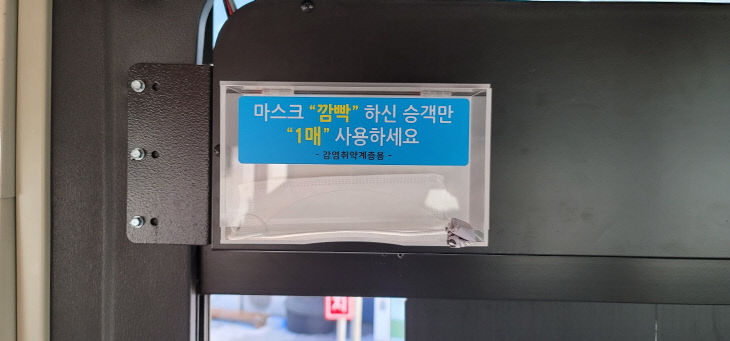 마스크 “깜빡” 하신 승객만
“1매” 사용하세요
- 감염취약계층용 -